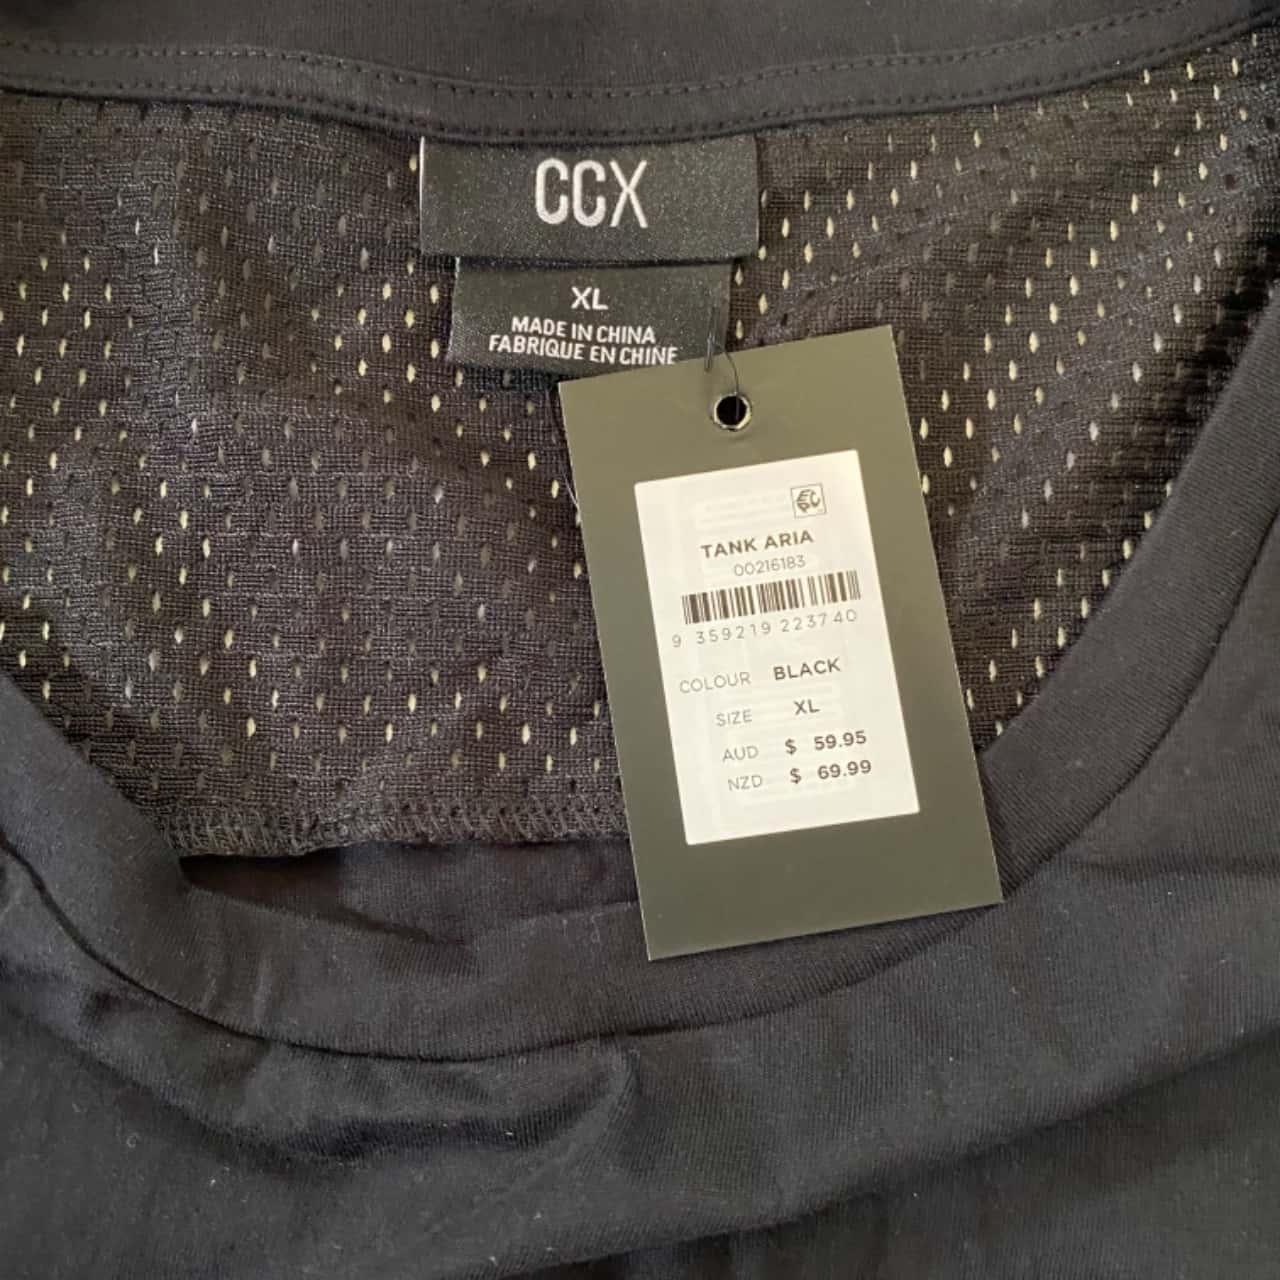 CCX
XL
MADE IN CHINA
FABRIQUE EN CHINE
TANK ARIA
00216183
9 359219 223740
COLOUR BLACK
SIZE XL
AUD $ 59.95
NZD $ 69.99